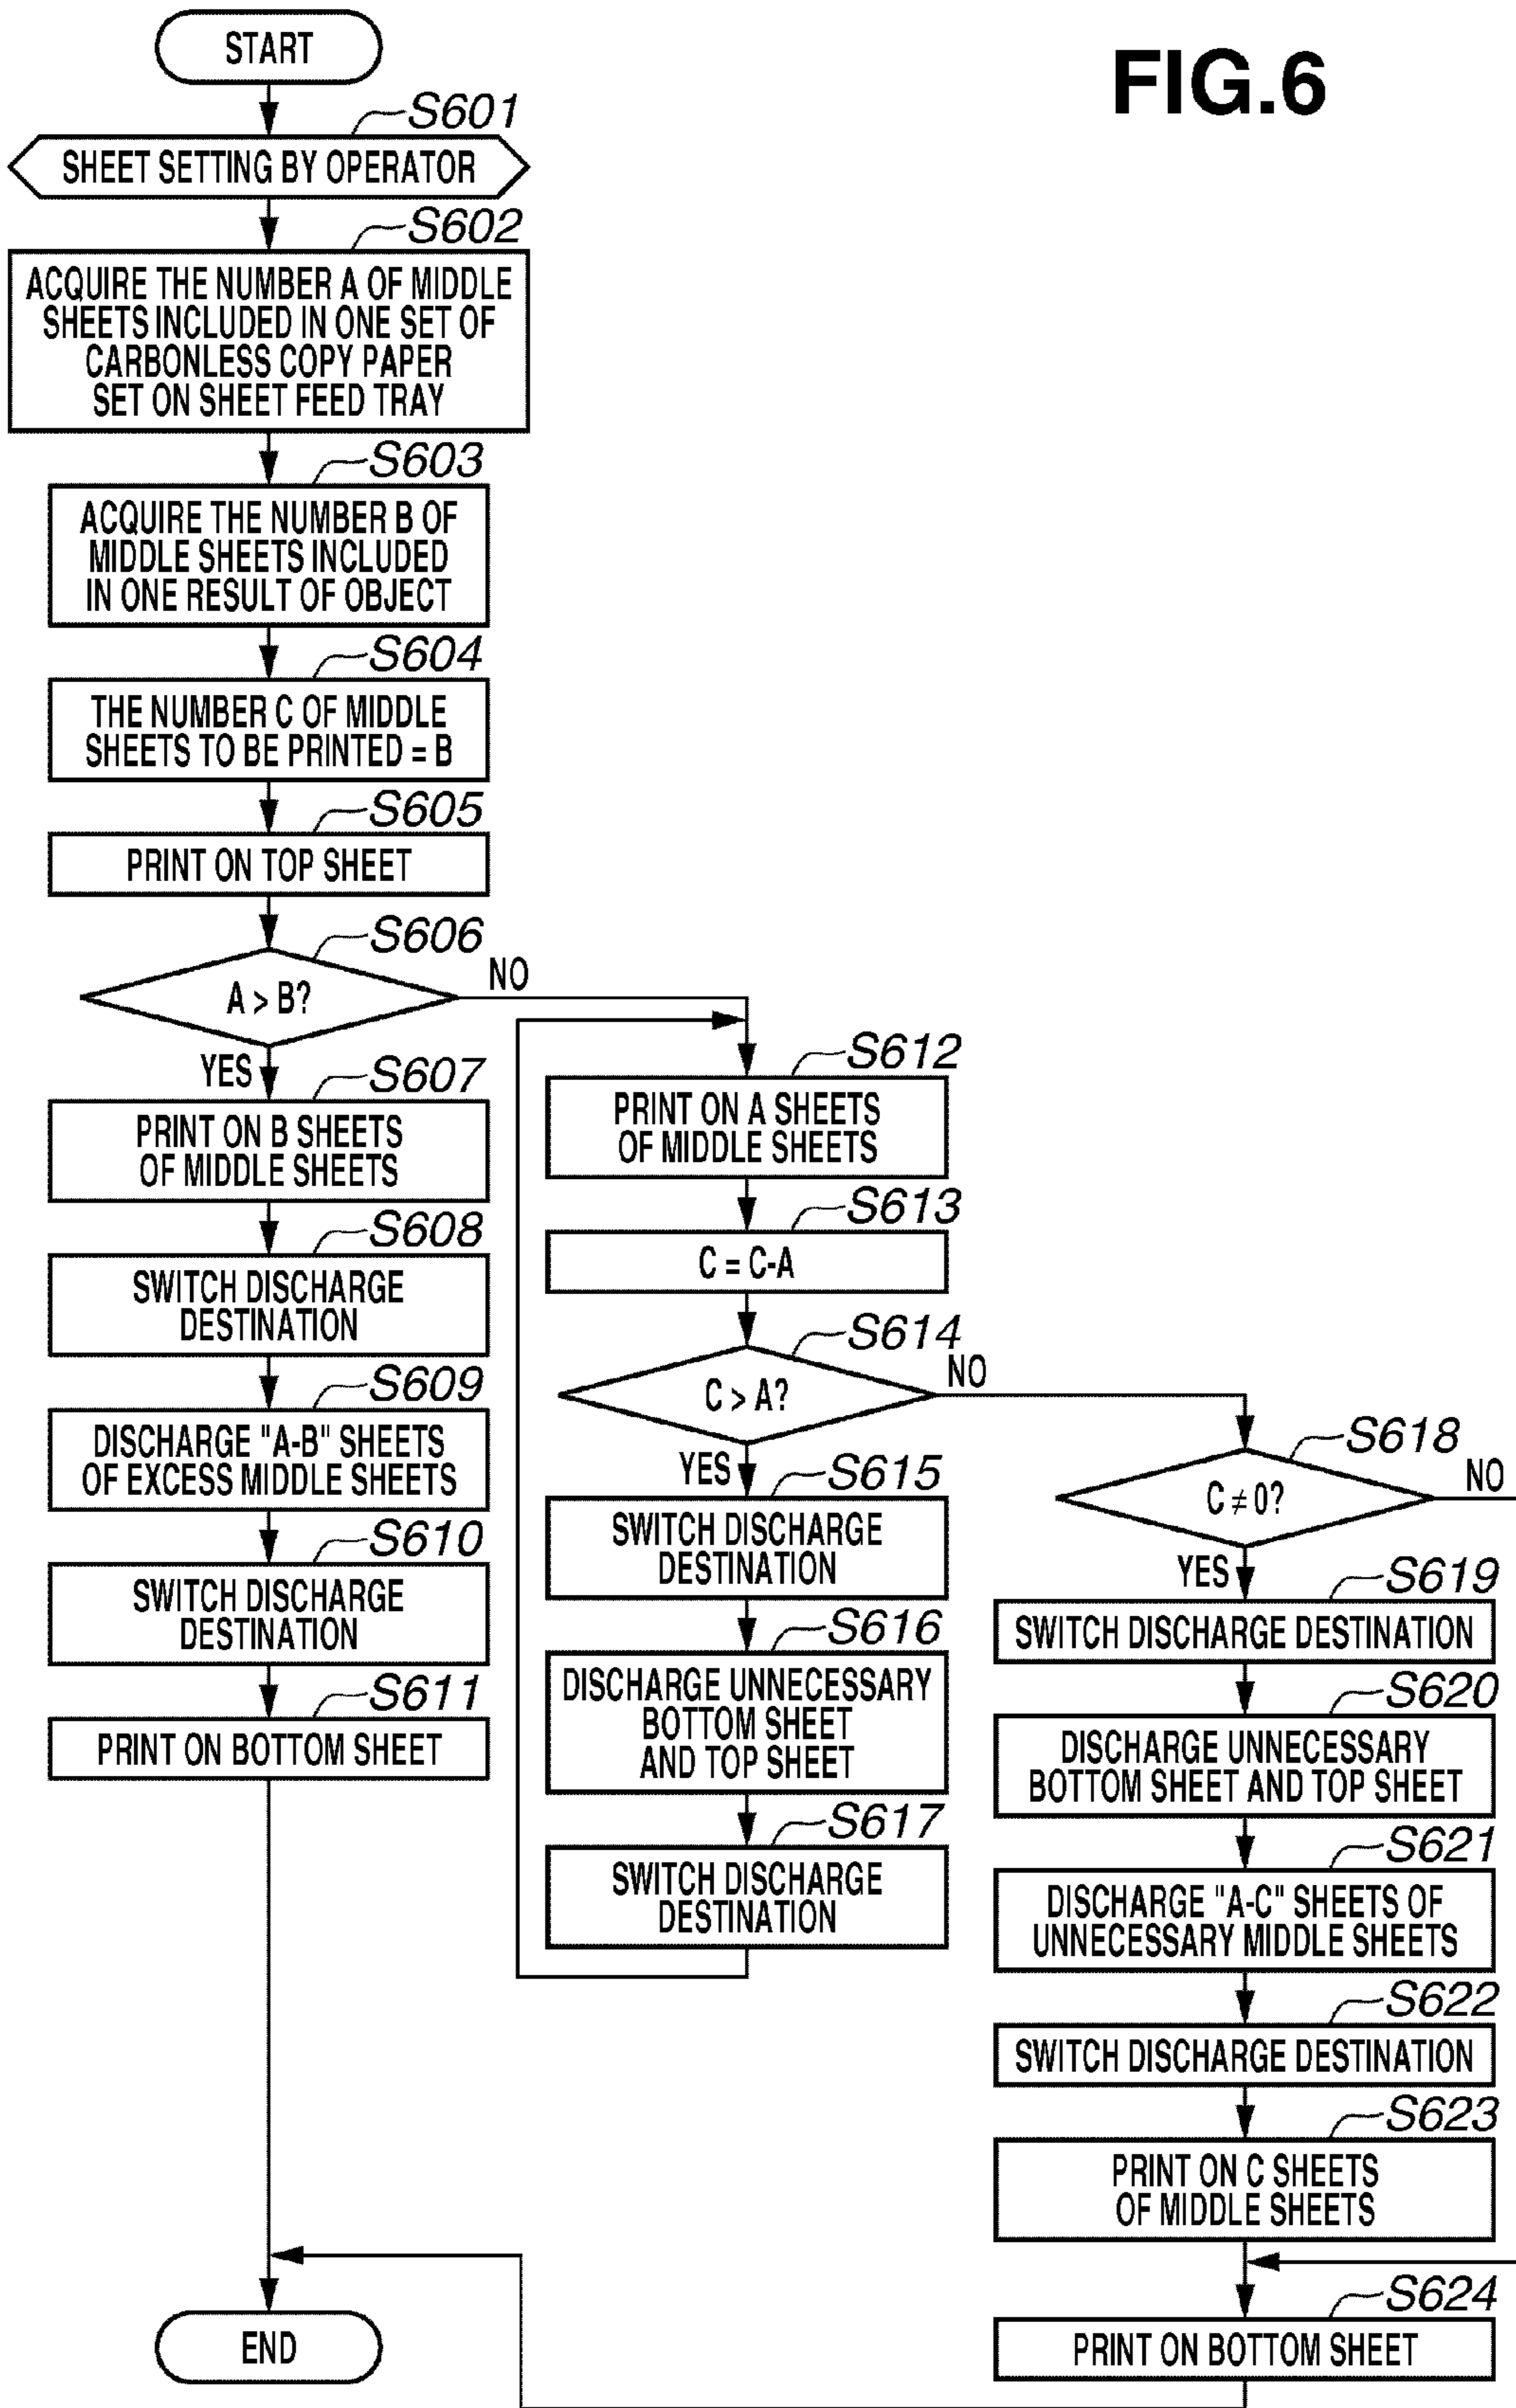 FIG.6
START
S601
SHEET SETTING BY OPERATOR
S602
ACQUIRE THE NUMBER A OF MIDDLE
SHEETS INCLUDED IN ONE SET OF
CARBONLESS COPY PAPER
SET ON SHEET FEED TRAY
S603
ACQUIRE THE NUMBER B OF
MIDDLE SHEETS INCLUDED
IN ONE RESULT OF OBJECT
S604
THE NUMBER C OF MIDDLE
SHEETS TO BE PRINTED = B
S605
PRINT ON TOP SHEET
S606
A > B?
NO
YES
S607
PRINT ON B SHEETS
OF MIDDLE SHEETS
S608
SWITCH DISCHARGE
DESTINATION
S609
DISCHARGE "A-B" SHEETS
OF EXCESS MIDDLE SHEETS
S610
SWITCH DISCHARGE
DESTINATION
S611
PRINT ON BOTTOM SHEET
END
S612
PRINT ON A SHEETS
OF MIDDLE SHEETS
S613
C = C-A
S614
C > A?
NO
YES
S615
SWITCH DISCHARGE
DESTINATION
S616
DISCHARGE UNNECESSARY
BOTTOM SHEET
AND TOP SHEET
S617
SWITCH DISCHARGE
DESTINATION
S618
C ≠ 0?
NO
YES
S619
SWITCH DISCHARGE DESTINATION
S620
DISCHARGE UNNECESSARY
BOTTOM SHEET AND TOP SHEET
S621
DISCHARGE "A-C" SHEETS OF
UNNECESSARY MIDDLE SHEETS
S622
SWITCH DISCHARGE DESTINATION
S623
PRINT ON C SHEETS
OF MIDDLE SHEETS
S624
PRINT ON BOTTOM SHEET